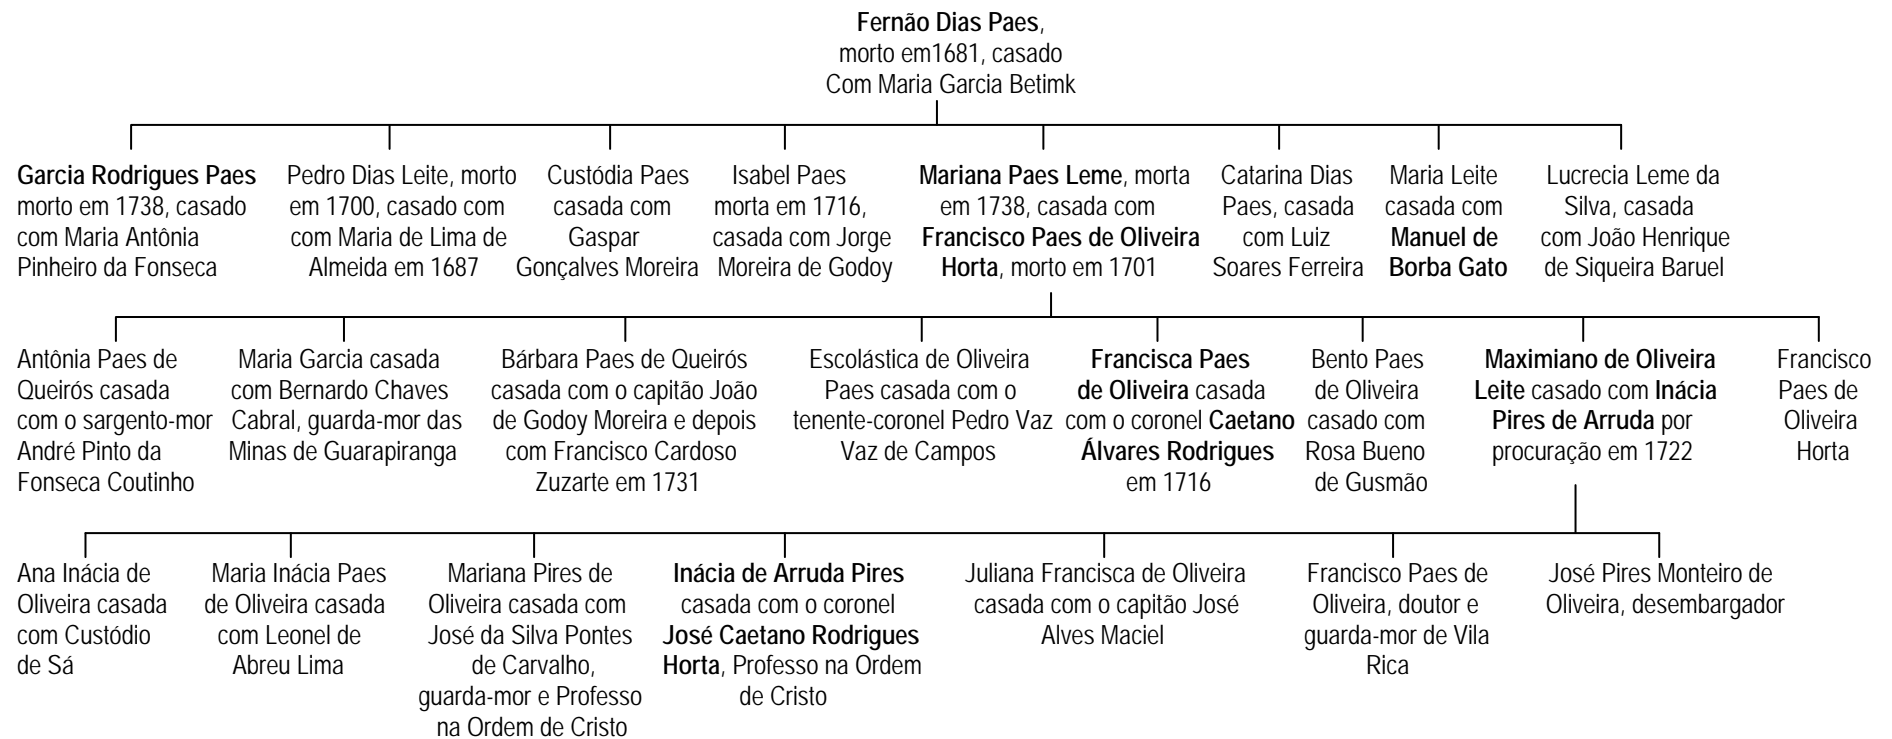 Fernão Dias Paes,
morto em1681, casado
Com Maria Garcia Betimk
Garcia Rodrigues Paes
morto em 1738, casado
com Maria Antônia
Pinheiro da Fonseca
Pedro Dias Leite, morto
em 1700, casado com
com Maria de Lima de
Almeida em 1687
Custódia Paes
casada com
Gaspar
Gonçalves Moreira
Isabel Paes
morta em 1716,
casada com Jorge
Moreira de Godoy
Mariana Paes Leme, morta
em 1738, casada com
Francisco Paes de Oliveira
Horta, morto em 1701
Catarina Dias
Paes, casada
com Luiz
Soares Ferreira
Maria Leite
casada com
Manuel de
Borba Gato
Lucrecia Leme da
Silva, casada
com João Henrique
de Siqueira Baruel
Antônia Paes de
Queirós casada
com o sargento-mor
André Pinto da
Fonseca Coutinho
Maria Garcia casada
com Bernardo Chaves
Cabral, guarda-mor das
Minas de Guarapiranga
Bárbara Paes de Queirós
casada com o capitão João
de Godoy Moreira e depois
com Francisco Cardoso
Zuzarte em 1731
Escolástica de Oliveira
Paes casada com o
tenente-coronel Pedro Vaz
Vaz de Campos
Francisca Paes
de Oliveira casada
com o coronel Caetano
Álvares Rodrigues
em 1716
Bento Paes
de Oliveira
casado com
Rosa Bueno
de Gusmão
Maximiano de Oliveira
Leite casado com Inácia
Pires de Arruda por
procuração em 1722
Francisco
Paes de
Oliveira
Horta
Ana Inácia de
Oliveira casada
com Custódio
de Sá
Maria Inácia Paes
de Oliveira casada
com Leonel de
Abreu Lima
Mariana Pires de
Oliveira casada com
José da Silva Pontes
de Carvalho,
guarda-mor e Professo
na Ordem de Cristo
Inácia de Arruda Pires
casada com o coronel
José Caetano Rodrigues
Horta, Professo na Ordem
de Cristo
Juliana Francisca de Oliveira
casada com o capitão José
Alves Maciel
Francisco Paes de
Oliveira, doutor e
guarda-mor de Vila
Rica
José Pires Monteiro de
Oliveira, desembargador